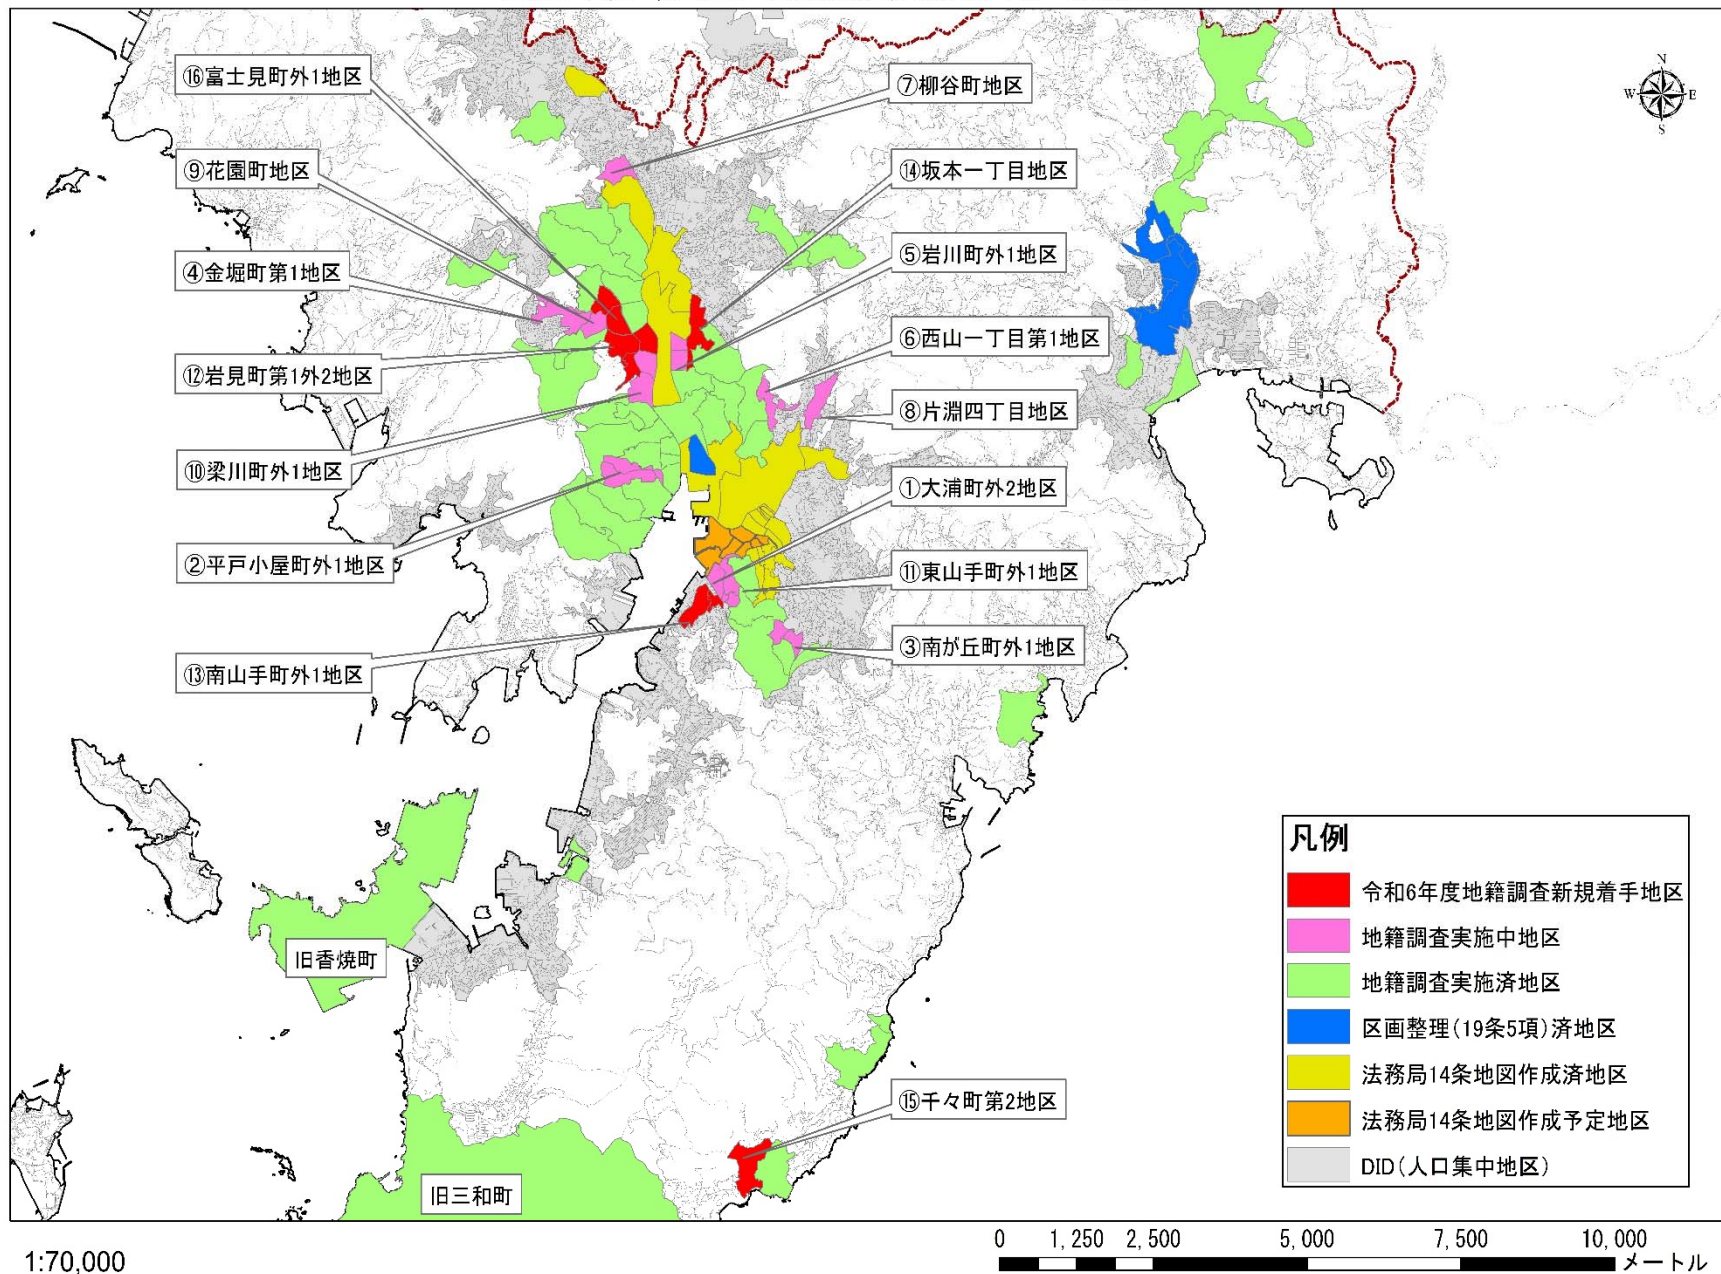 ⑯富士見町外1地区
⑦柳谷町地区
⑨花園町地区
⑭坂本一丁目地区
④金堀町第1地区
⑤岩川町外1地区
⑥西山一丁目第1地区
⑫岩見町第1外2地区
⑧片淵四丁目地区
⑩梁川町外1地区
①大浦町外2地区
②平戸小屋町外1地区
⑪東山手町外1地区
⑬南山手町外1地区
③南が丘町外1地区
旧香焼町
⑮千々町第2地区
旧三和町
N
W E
S
凡例
令和6年度地籍調査新規着手地区
地籍調査実施中地区
地籍調査実施済地区
区画整理(19条5項)済地区
法務局14条地図作成済地区
法務局14条地図作成予定地区
DID(人口集中地区)
1:70,000
0 1,250 2,500 5,000 7,500 10,000
メートル